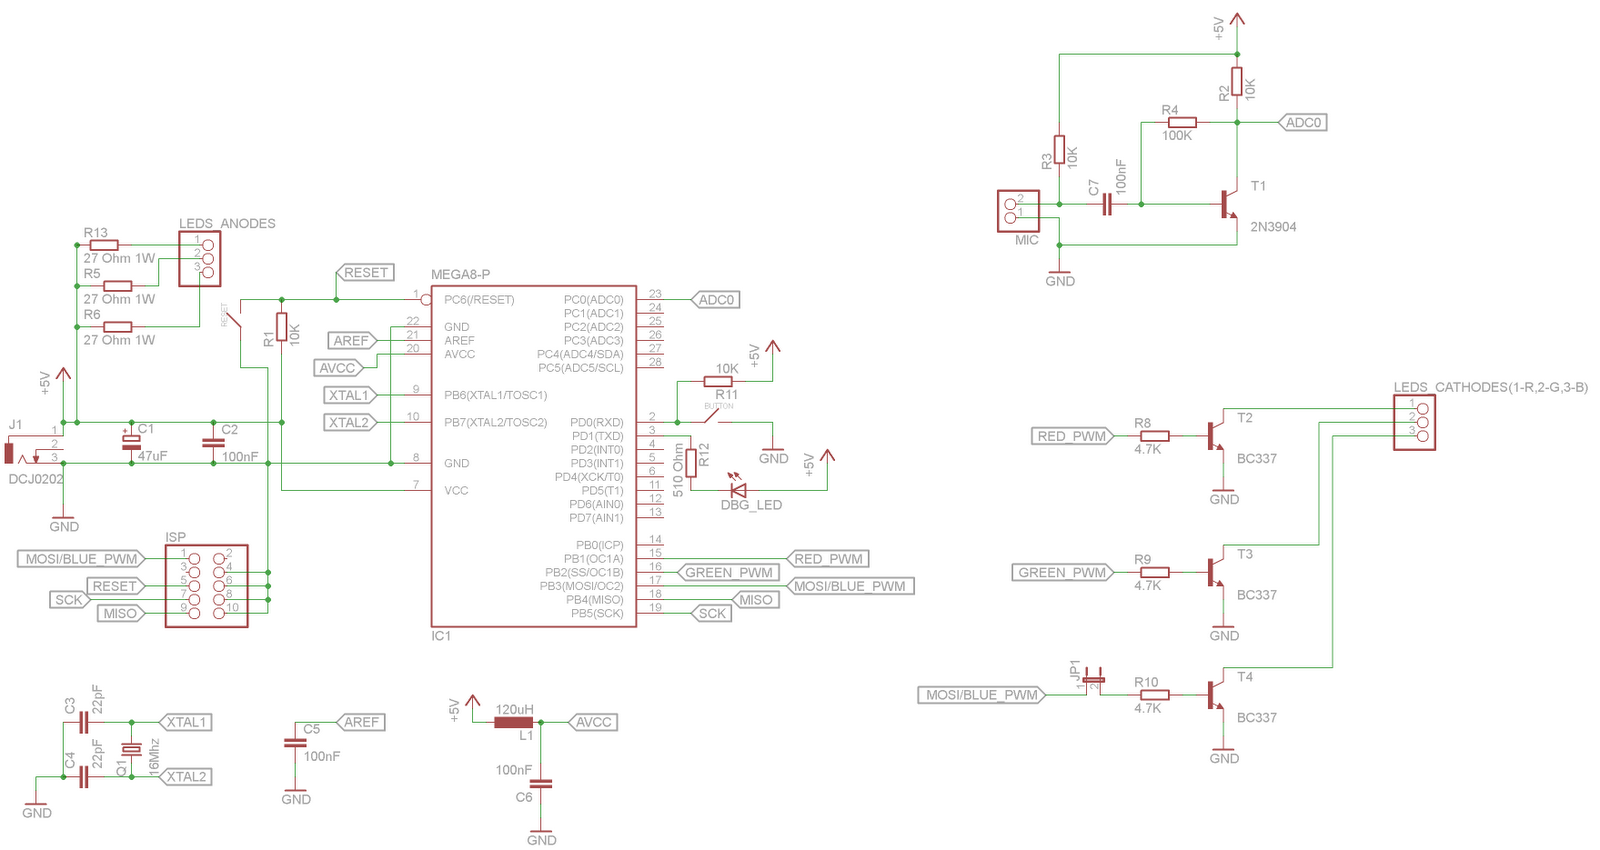 +5V
R2
10K
R4
100K
ADC0
R3
10K
C7
100nF
T1
2N3904
2
1
MIC
GND
LEDS_ANODES
R13
27 Ohm 1W
R5
27 Ohm 1W
R6
27 Ohm 1W
1
2
3
RESET
RESET
R1
10K
+5V
J1
1
2
3
DCJ0202
C1
47uF
C2
100nF
GND
MEGA8-P
1 PC6(/RESET)
22 GND
AREF 21 AREF
AVCC 20 AVCC
XTAL1 9 PB6(XTAL1/TOSC1)
XTAL2 10 PB7(XTAL2/TOSC2)
8 GND
7 VCC
PC0(ADC0) 23 ADC0
PC1(ADC1) 24
PC2(ADC2) 25
PC3(ADC3) 26
PC4(ADC4/SDA) 27
PC5(ADC5/SCL) 28
PD0(RXD) 2
PD1(TXD) 3
PD2(INT0) 4
PD3(INT1) 5
PD4(XCK/T0) 6
PD5(T1) 11
PD6(AIN0) 12
PD7(AIN1) 13
PB0(ICP) 14
PB1(OC1A) 15 RED_PWM
PB2(SS/OC1B) 16 GREEN_PWM
PB3(MOSI/OC2) 17 MOSI/BLUE_PWM
PB4(MISO) 18 MISO
PB5(SCK) 19 SCK
IC1
10K
R11
+5V
BUTTON
GND
510 Ohm
R12
DBG_LED
+5V
LEDS_CATHODES(1-R,2-G,3-B)
1
2
3
RED_PWM
R8
4.7K
T2
BC337
GND
GREEN_PWM
R9
4.7K
T3
BC337
GND
MOSI/BLUE_PWM
JP1
1
2
R10
4.7K
T4
BC337
GND
ISP
MOSI/BLUE_PWM 1 2
3 4
RESET 5 6
SCK 7 8
MISO 9 10
C3
22pF
XTAL1
C4
22pF
Q1
16Mhz
XTAL2
GND
C5
100nF
AREF
GND
+5V
120uH
L1
AVCC
100nF
C6
GND